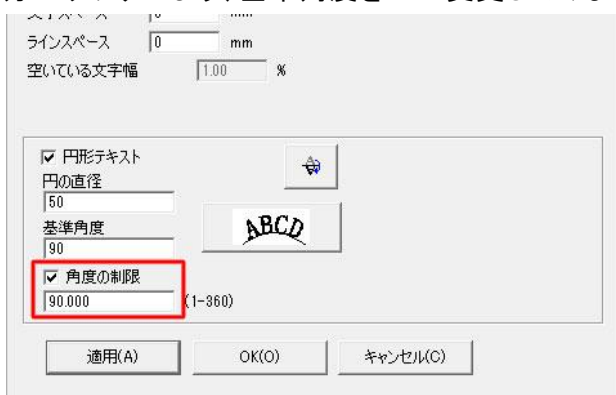 ラインスペース 0 mm
空いている文字幅 1.00 %
円形テキスト
円の直径
50
ABCD
基準角度
90
角度の制限
90.000 (1-360)
適用(A) OK(O) キャンセル(C)